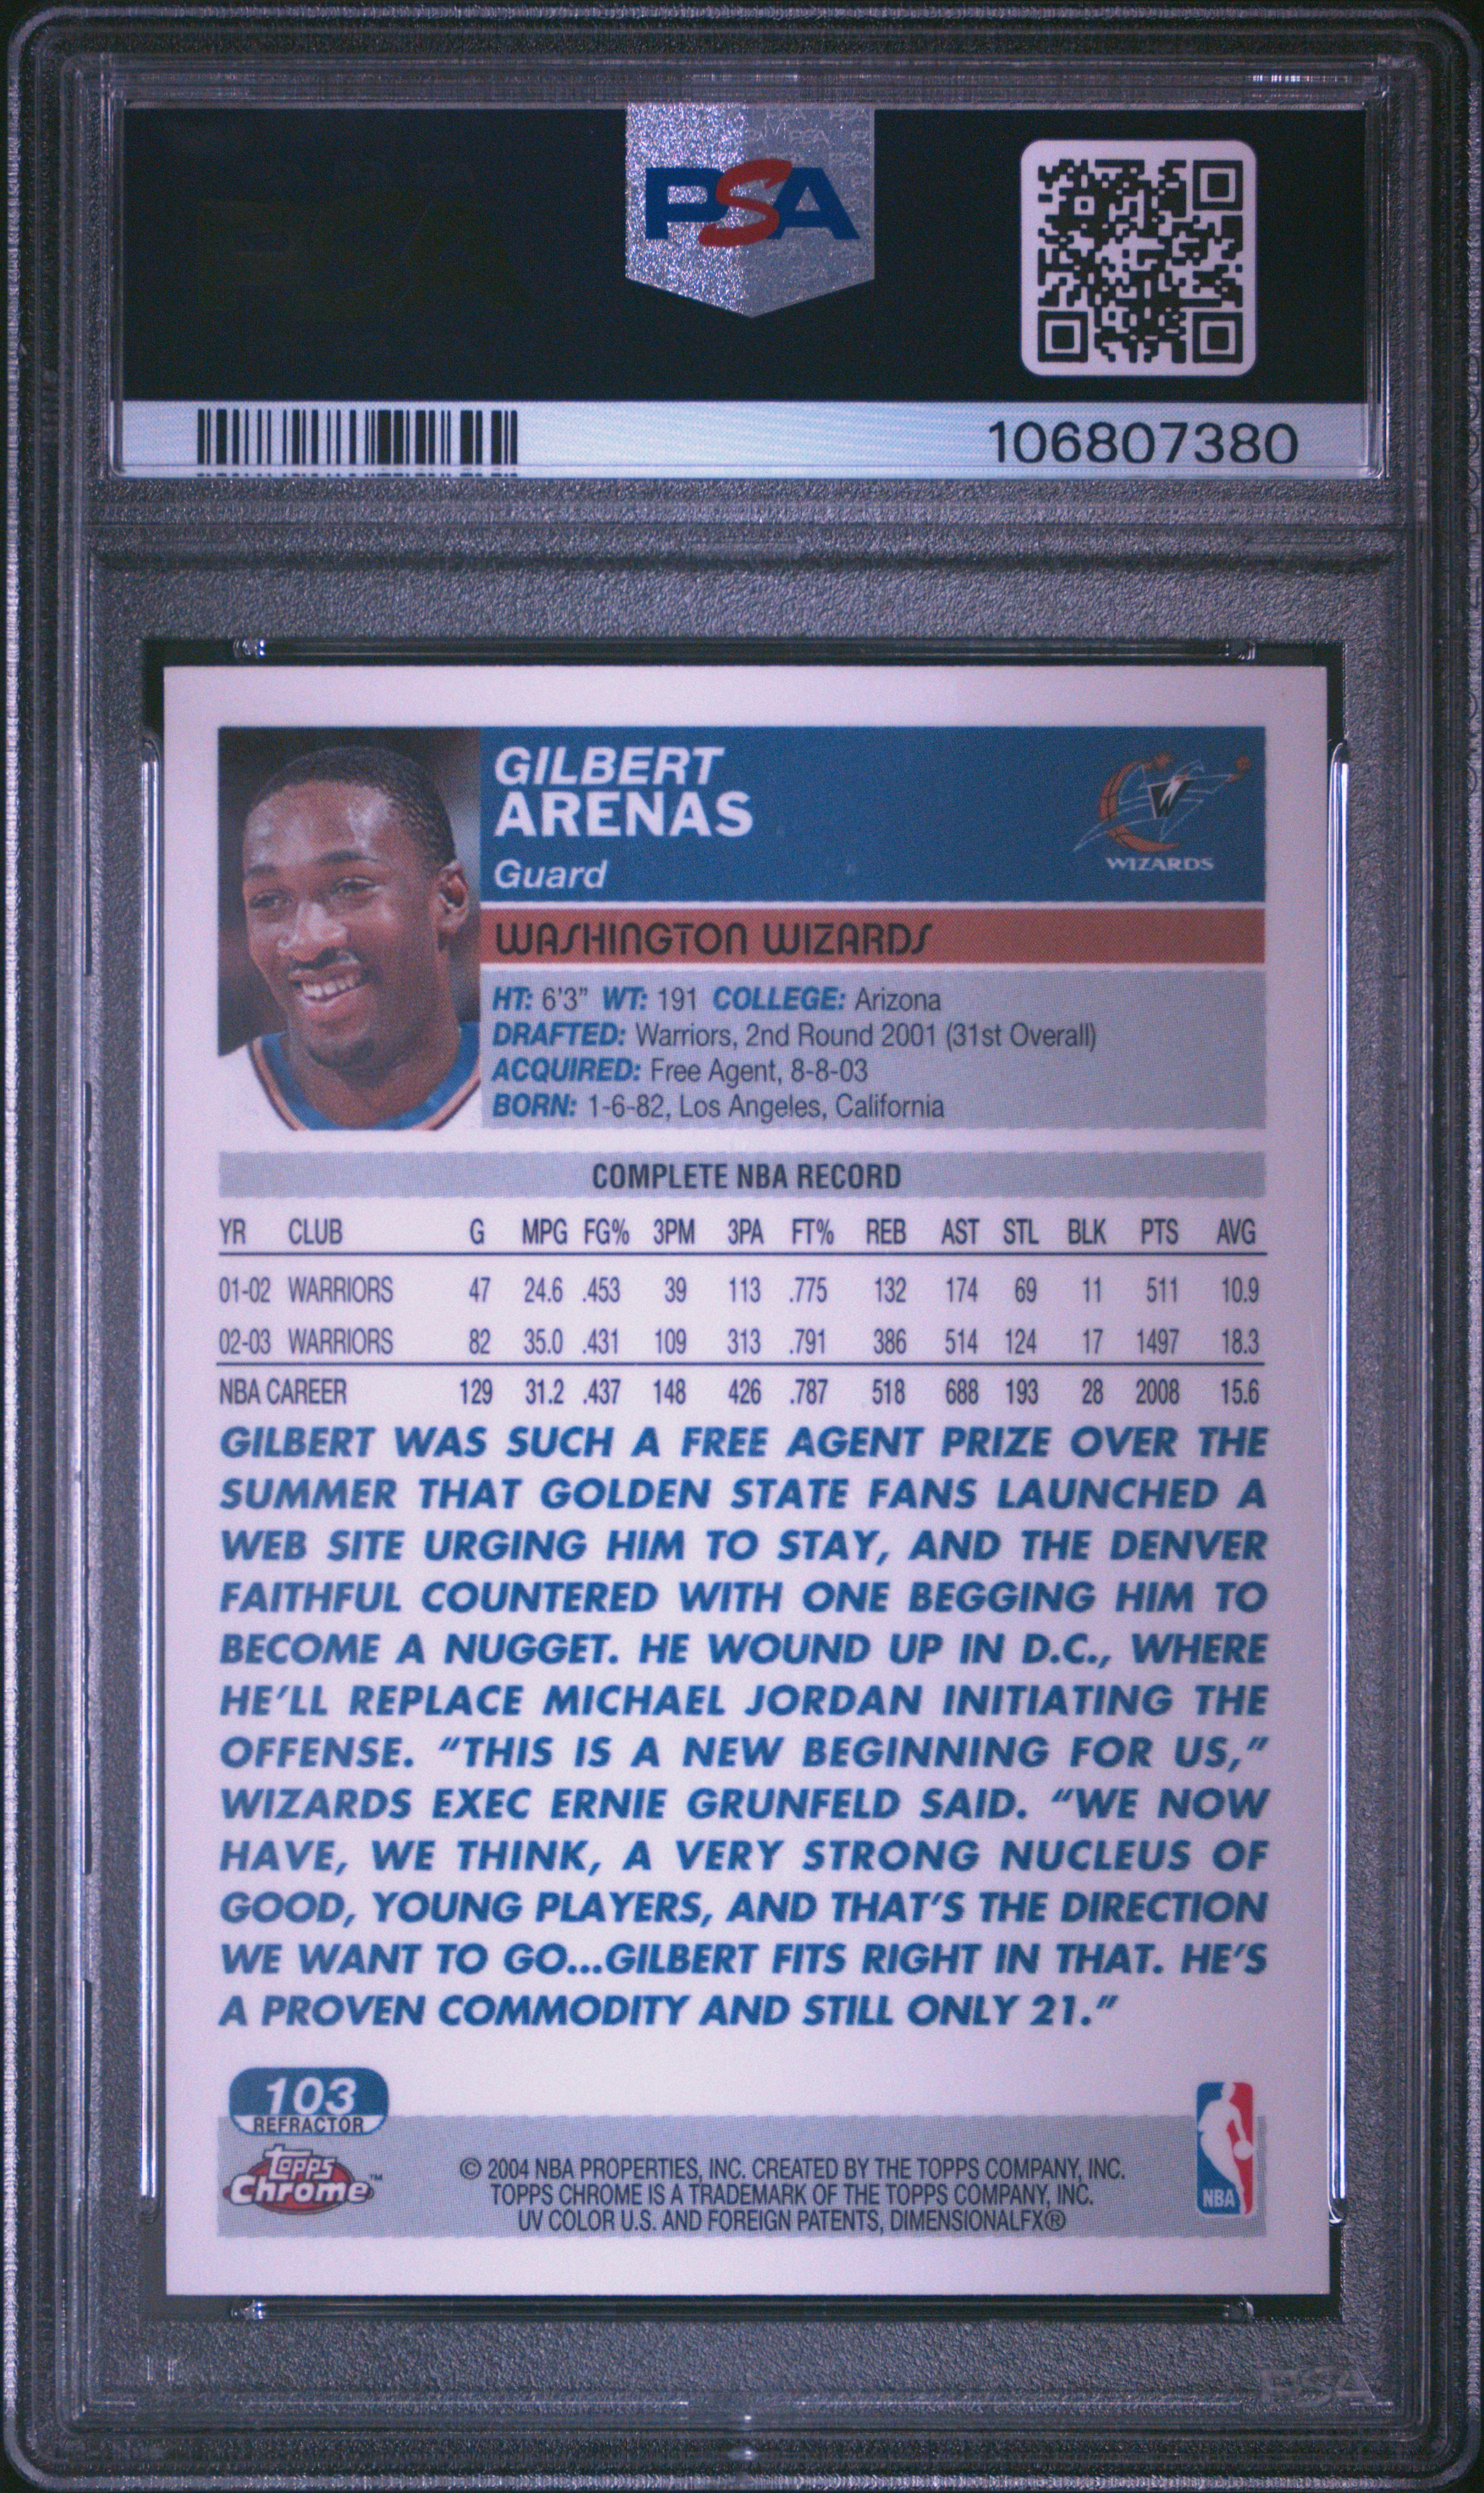 PSA
106807380
GILBERT
ARENAS
Guard
WIZARDS
WASHINGTON WIZARDS
HT: 6'3" WT: 191 COLLEGE: Arizona
DRAFTED: Warriors, 2nd Round 2001 (31st Overall)
ACQUIRED: Free Agent, 8-8-03
BORN: 1-6-82, Los Angeles, California
COMPLETE NBA RECORD
YR CLUB G MPG FG% 3PM 3PA FT% REB AST STL BLK PTS AVG
01-02 WARRIORS 47 24.6 .453 39 113 .775 132 174 69 11 511 10.9
02-03 WARRIORS 82 35.0 .431 109 313 .791 386 514 124 17 1497 18.3
NBA CAREER 129 31.2 .437 148 426 .787 518 688 193 28 2008 15.6
GILBERT WAS SUCH A FREE AGENT PRIZE OVER THE
SUMMER THAT GOLDEN STATE FANS LAUNCHED A
WEB SITE URGING HIM TO STAY, AND THE DENVER
FAITHFUL COUNTERED WITH ONE BEGGING HIM TO
BECOME A NUGGET. HE WOUND UP IN D.C., WHERE
HE'LL REPLACE MICHAEL JORDAN INITIATING THE
OFFENSE. "THIS IS A NEW BEGINNING FOR US,"
WIZARDS EXEC ERNIE GRUNFELD SAID. "WE NOW
HAVE, WE THINK, A VERY STRONG NUCLEUS OF
GOOD, YOUNG PLAYERS, AND THAT'S THE DIRECTION
WE WANT TO GO...GILBERT FITS RIGHT IN THAT. HE'S
A PROVEN COMMODITY AND STILL ONLY 21."
103
REFRACTOR
Topps
Chrome™
© 2004 NBA PROPERTIES, INC. CREATED BY THE TOPPS COMPANY, INC.
TOPPS CHROME IS A TRADEMARK OF THE TOPPS COMPANY, INC.
UV COLOR U.S. AND FOREIGN PATENTS, DIMENSIONALFX®
NBA
PSA